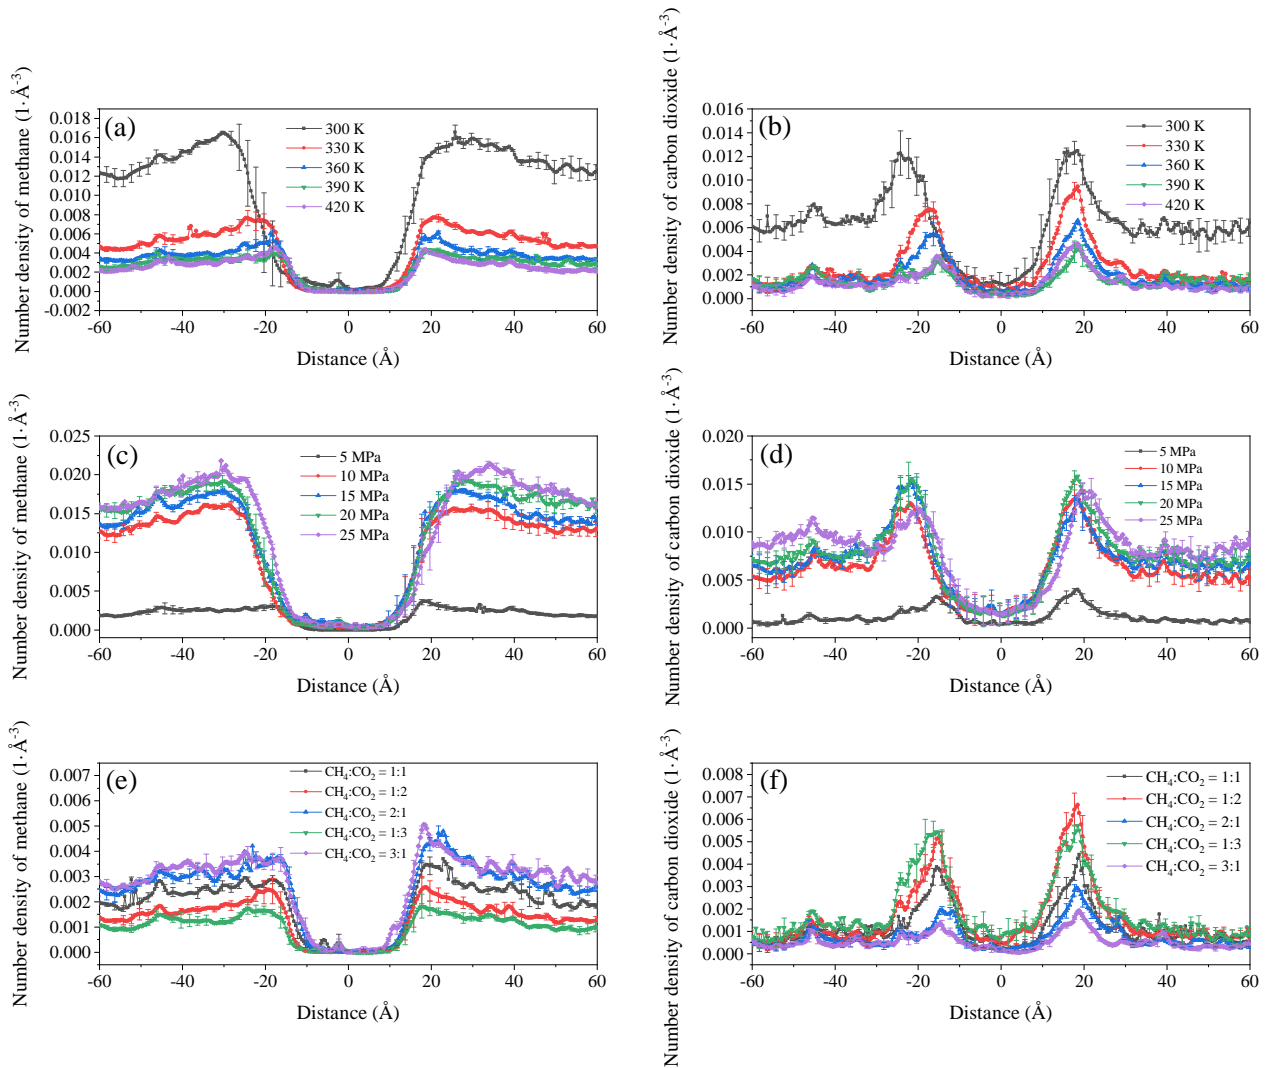 (a)
Number density of methane (1·Å⁻³)
0.018
0.016
0.014
0.012
0.010
0.008
0.006
0.004
0.002
0.000
-0.002
300 K
330 K
360 K
390 K
420 K
-60 -40 -20 0 20 40 60
Distance (Å)
(b)
Number density of carbon dioxide (1·Å⁻³)
0.016
0.014
0.012
0.010
0.008
0.006
0.004
0.002
0.000
300 K
330 K
360 K
390 K
420 K
-60 -40 -20 0 20 40 60
Distance (Å)
(c)
Number density of methane (1·Å⁻³)
0.025
0.020
0.015
0.010
0.005
0.000
5 MPa
10 MPa
15 MPa
20 MPa
25 MPa
-60 -40 -20 0 20 40 60
Distance (Å)
(d)
Number density of carbon dioxide (1·Å⁻³)
0.020
0.015
0.010
0.005
0.000
5 MPa
10 MPa
15 MPa
20 MPa
25 MPa
-60 -40 -20 0 20 40 60
Distance (Å)
(e)
Number density of methane (1·Å⁻³)
0.007
0.006
0.005
0.004
0.003
0.002
0.001
0.000
CH₄:CO₂ = 1:1
CH₄:CO₂ = 1:2
CH₄:CO₂ = 2:1
CH₄:CO₂ = 1:3
CH₄:CO₂ = 3:1
-60 -40 -20 0 20 40 60
Distance (Å)
(f)
Number density of carbon dioxide (1·Å⁻³)
0.008
0.007
0.006
0.005
0.004
0.003
0.002
0.001
0.000
CH₄:CO₂ = 1:1
CH₄:CO₂ = 1:2
CH₄:CO₂ = 2:1
CH₄:CO₂ = 1:3
CH₄:CO₂ = 3:1
-60 -40 -20 0 20 40 60
Distance (Å)